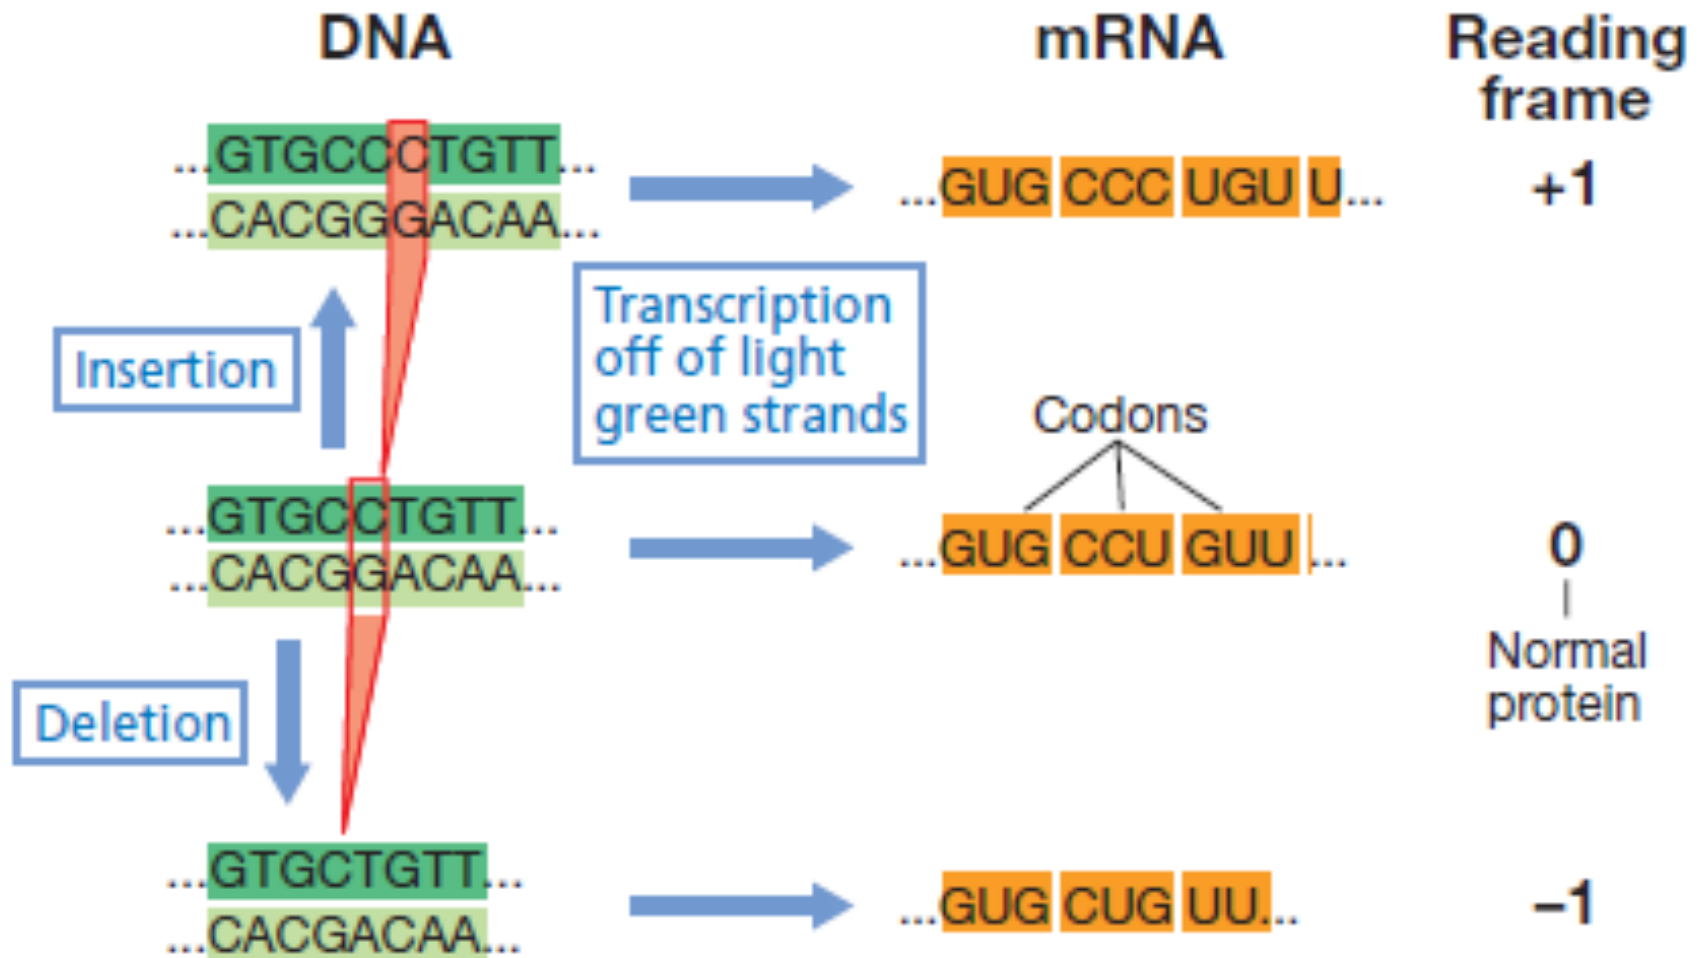 DNA
mRNA
Reading
frame
...GTGCCCTGTT...
...CACGGGACAA...
...GUG CCC UGU U...
+1
Insertion
Transcription
off of light
green strands
Codons
...GTGCCTGTT...
...CACGGACAA...
...GUG CCU GUU ...
0
Normal
protein
Deletion
...GTGCTGTT...
...CACGACAA...
...GUG CUG UU...
–1